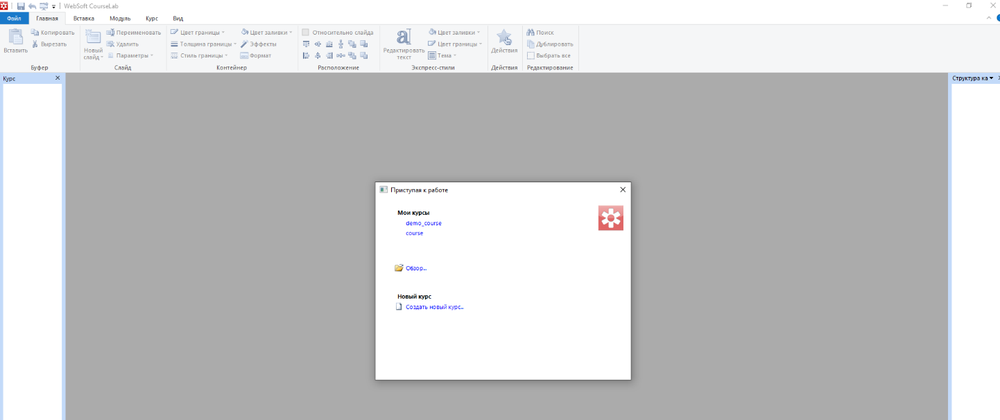 WebSoft CourseLab
Файл Главная Вставка Модуль Курс Вид
Вставить
Копировать
Вырезать
Буфер
Новый
слайд
Переименовать
Удалить
Параметры
Слайд
Цвет границы
Толщина границы
Стиль границы
Цвет заливки
Эффекты
Формат
Контейнер
Относительно слайда
Расположение
a
Редактировать
текст
Цвет заливки
Цвет границы
Тема
Экспресс-стили
Действия
Действия
Поиск
Дублировать
Выбрать все
Редактирование
Курс
Структура ка
Приступая к работе
Мои курсы
demo_course
course
Обзор...
Новый курс
Создать новый курс...